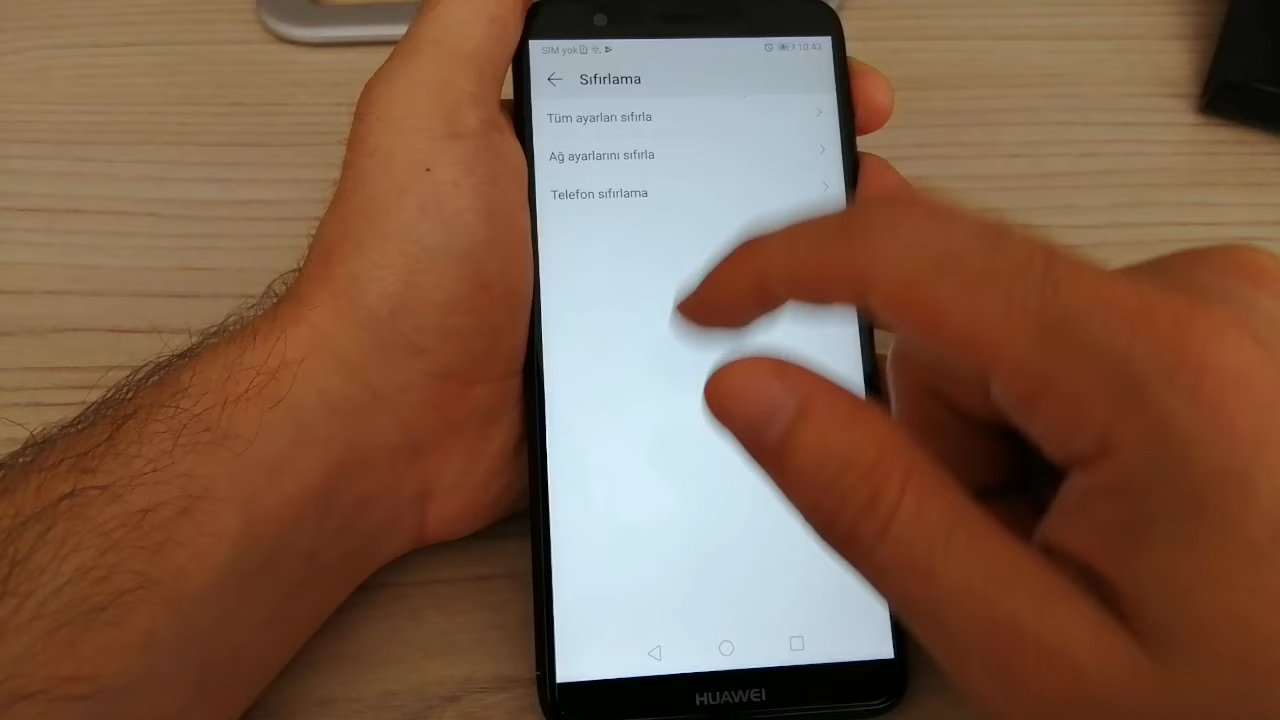 SIM yok
10:43
Sıfırlama
Tüm ayarları sıfırla
Ağ ayarlarını sıfırla
Telefon sıfırlama
HUAWEI